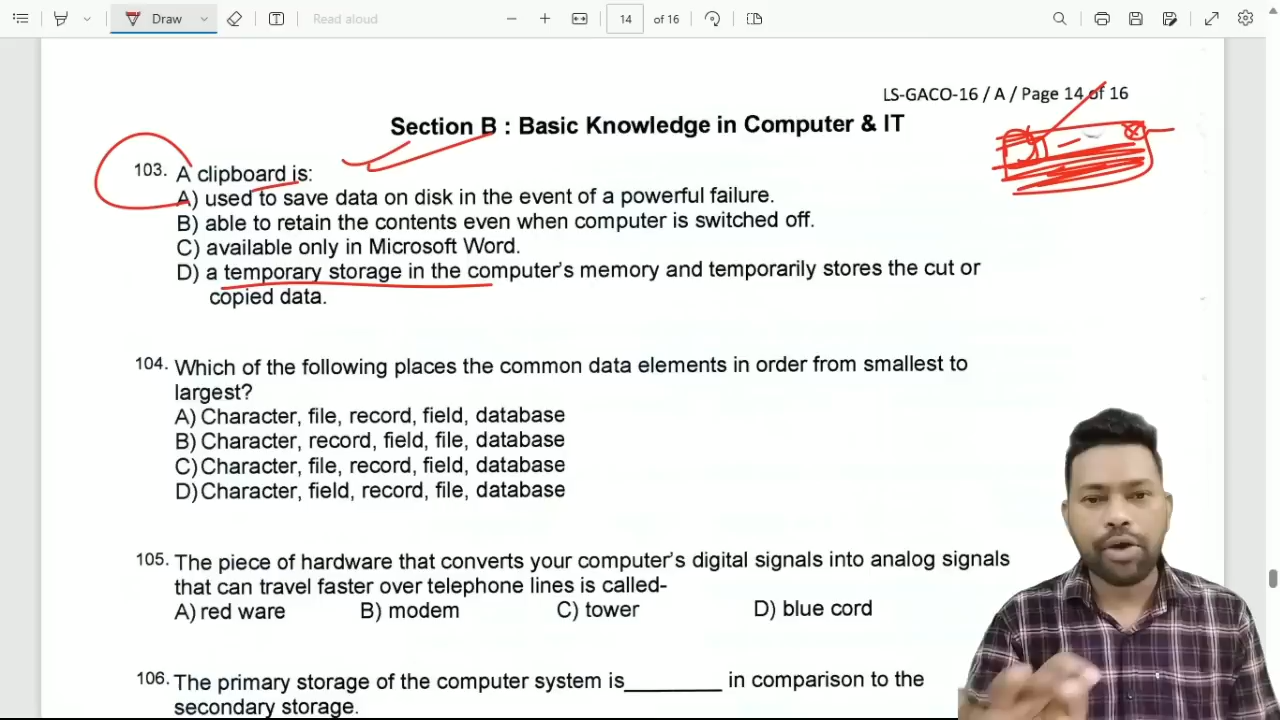 Draw
Read aloud
14 of 16
LS-GACO-16 / A / Page 14 of 16
Section B : Basic Knowledge in Computer & IT
103. A clipboard is:
A) used to save data on disk in the event of a powerful failure.
B) able to retain the contents even when computer is switched off.
C) available only in Microsoft Word.
D) a temporary storage in the computer's memory and temporarily stores the cut or
copied data.
104. Which of the following places the common data elements in order from smallest to
largest?
A) Character, file, record, field, database
B) Character, record, field, file, database
C) Character, file, record, field, database
D) Character, field, record, file, database
105. The piece of hardware that converts your computer's digital signals into analog signals
that can travel faster over telephone lines is called-
A) red ware B) modem C) tower D) blue cord
106. The primary storage of the computer system is________ in comparison to the
secondary storage.